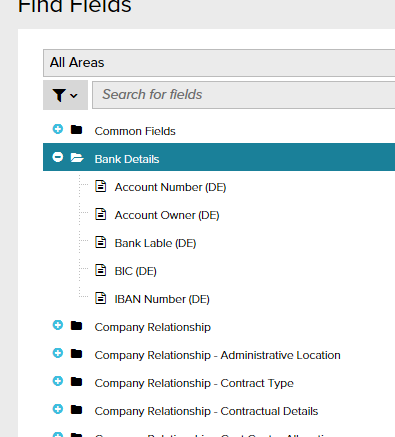 Find Fields
All Areas
Search for fields
Common Fields
Bank Details
Account Number (DE)
Account Owner (DE)
Bank Lable (DE)
BIC (DE)
IBAN Number (DE)
Company Relationship
Company Relationship - Administrative Location
Company Relationship - Contract Type
Company Relationship - Contractual Details